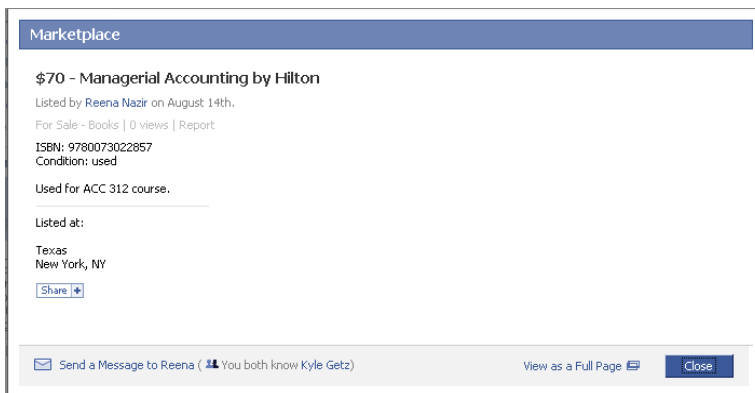 Marketplace
$70 - Managerial Accounting by Hilton
Listed by Reena Nazir on August 14th.
For Sale - Books | 0 views | Report
ISBN: 9780073022857
Condition: used
Used for ACC 312 course.
Listed at:
Texas
New York, NY
Share +
Send a Message to Reena ( You both know Kyle Getz) View as a Full Page Close